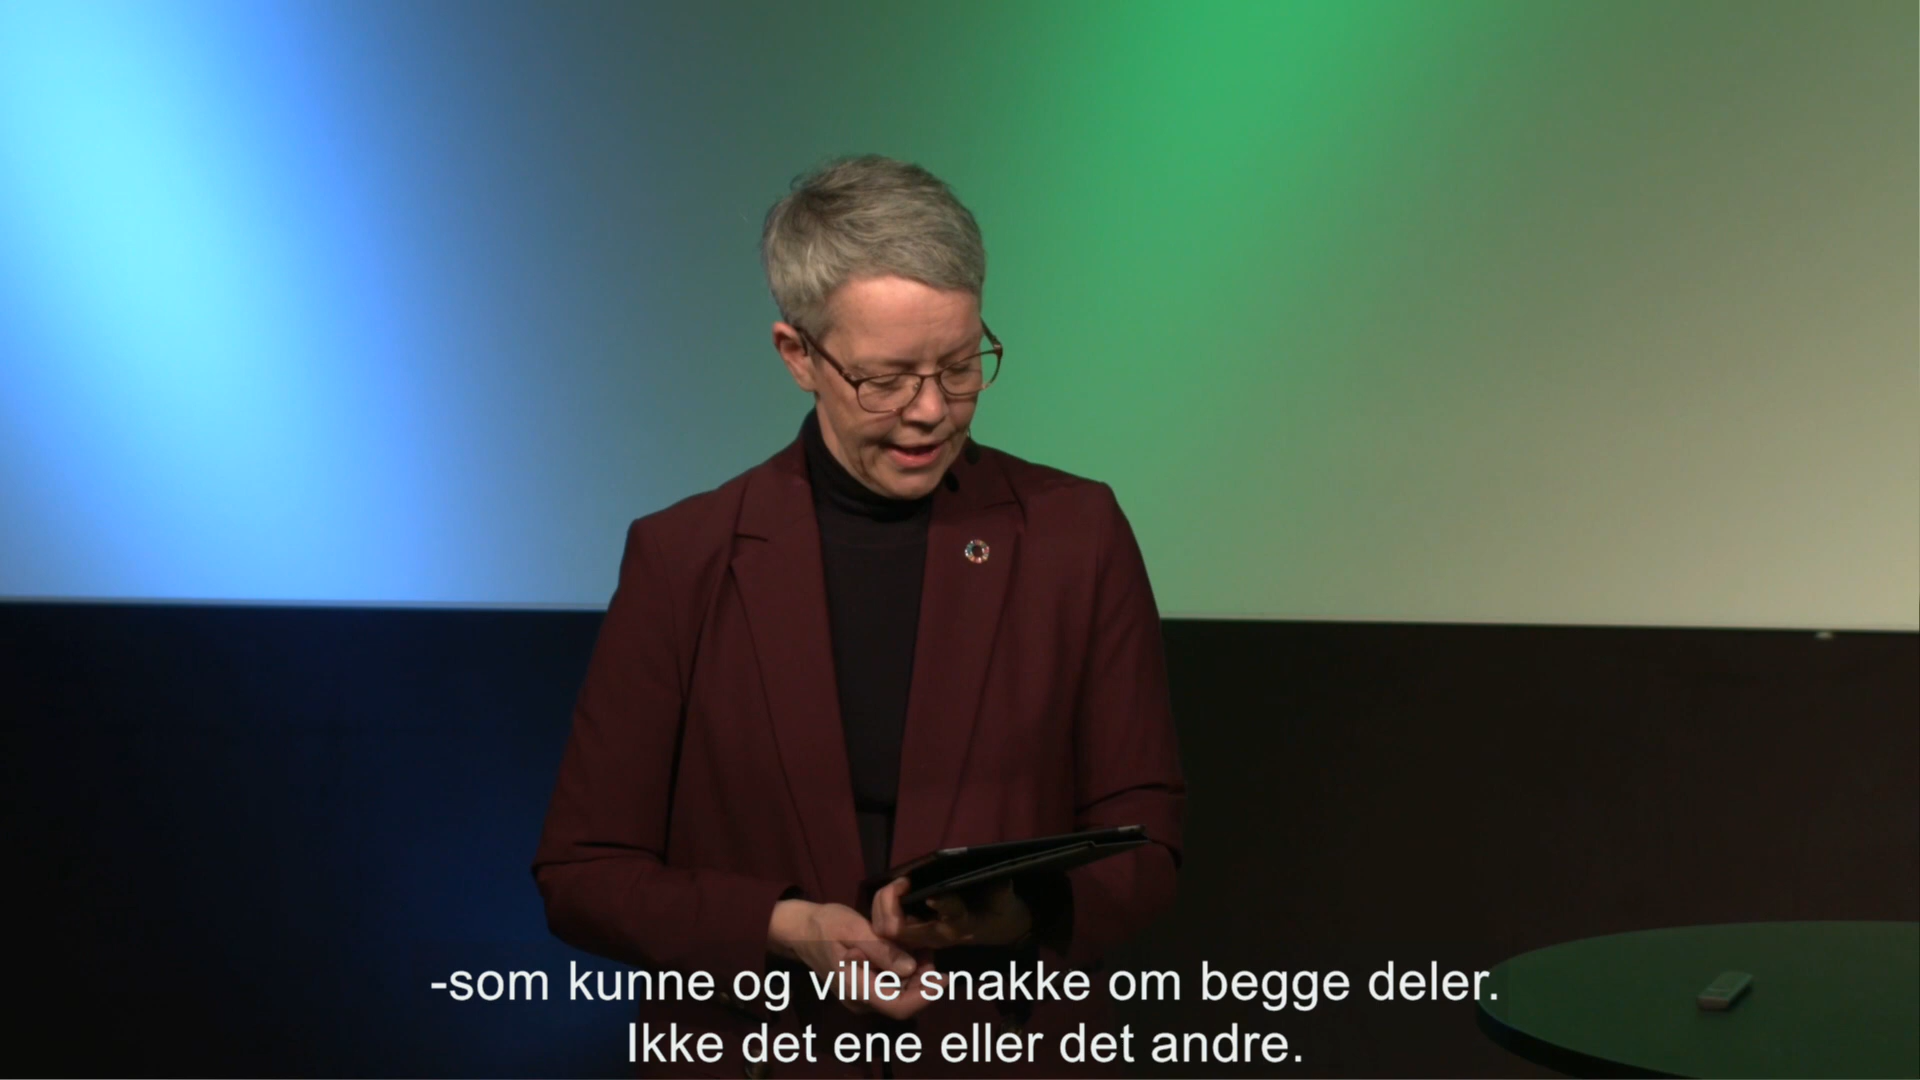 -som kunne og ville snakke om begge deler.
Ikke det ene eller det andre.